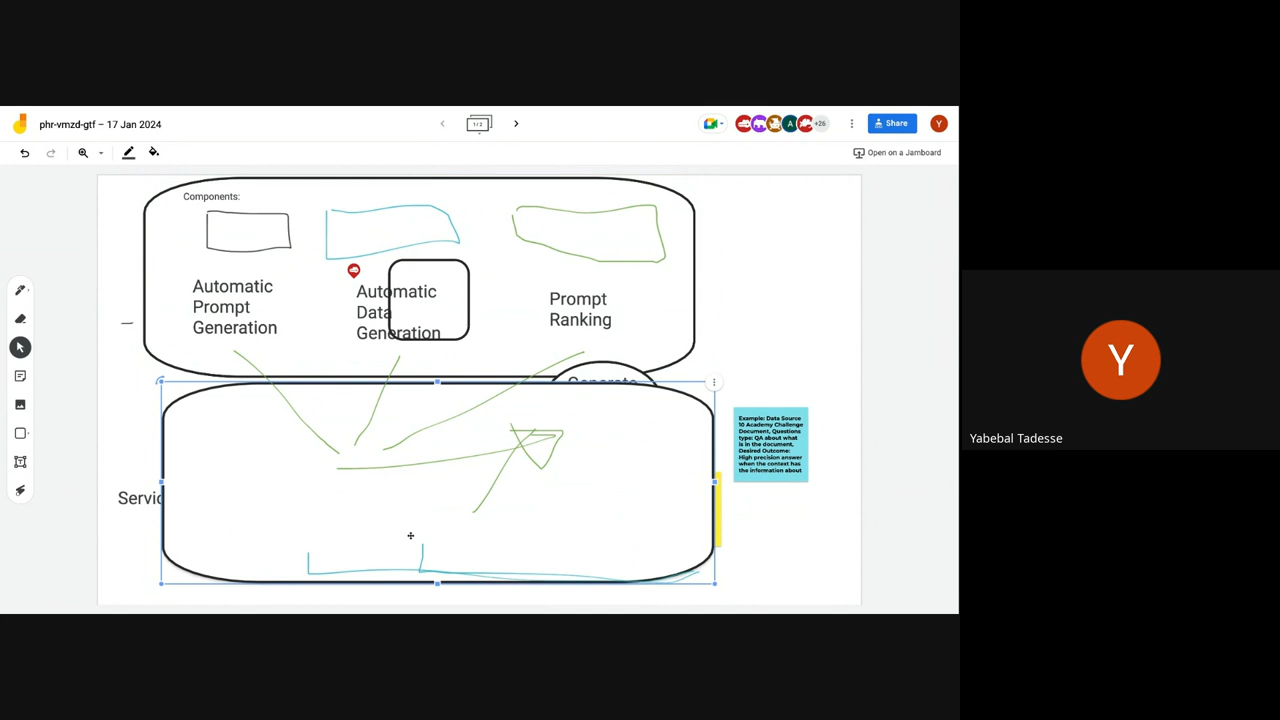 phr-vmzd-gtf – 17 Jan 2024
1/2
A
+26
Share
Y
Open on a Jamboard
Components:
Automatic
Prompt
Generation
Automatic
Data
Generation
Prompt
Ranking
Generate
Servic
Example: Data Source
10 Academy Challenge
Document, Questions
type: QA about what
is in the document,
Desired Outcome:
High precision answer
when the context has
the information about
Y
Yabebal Tadesse